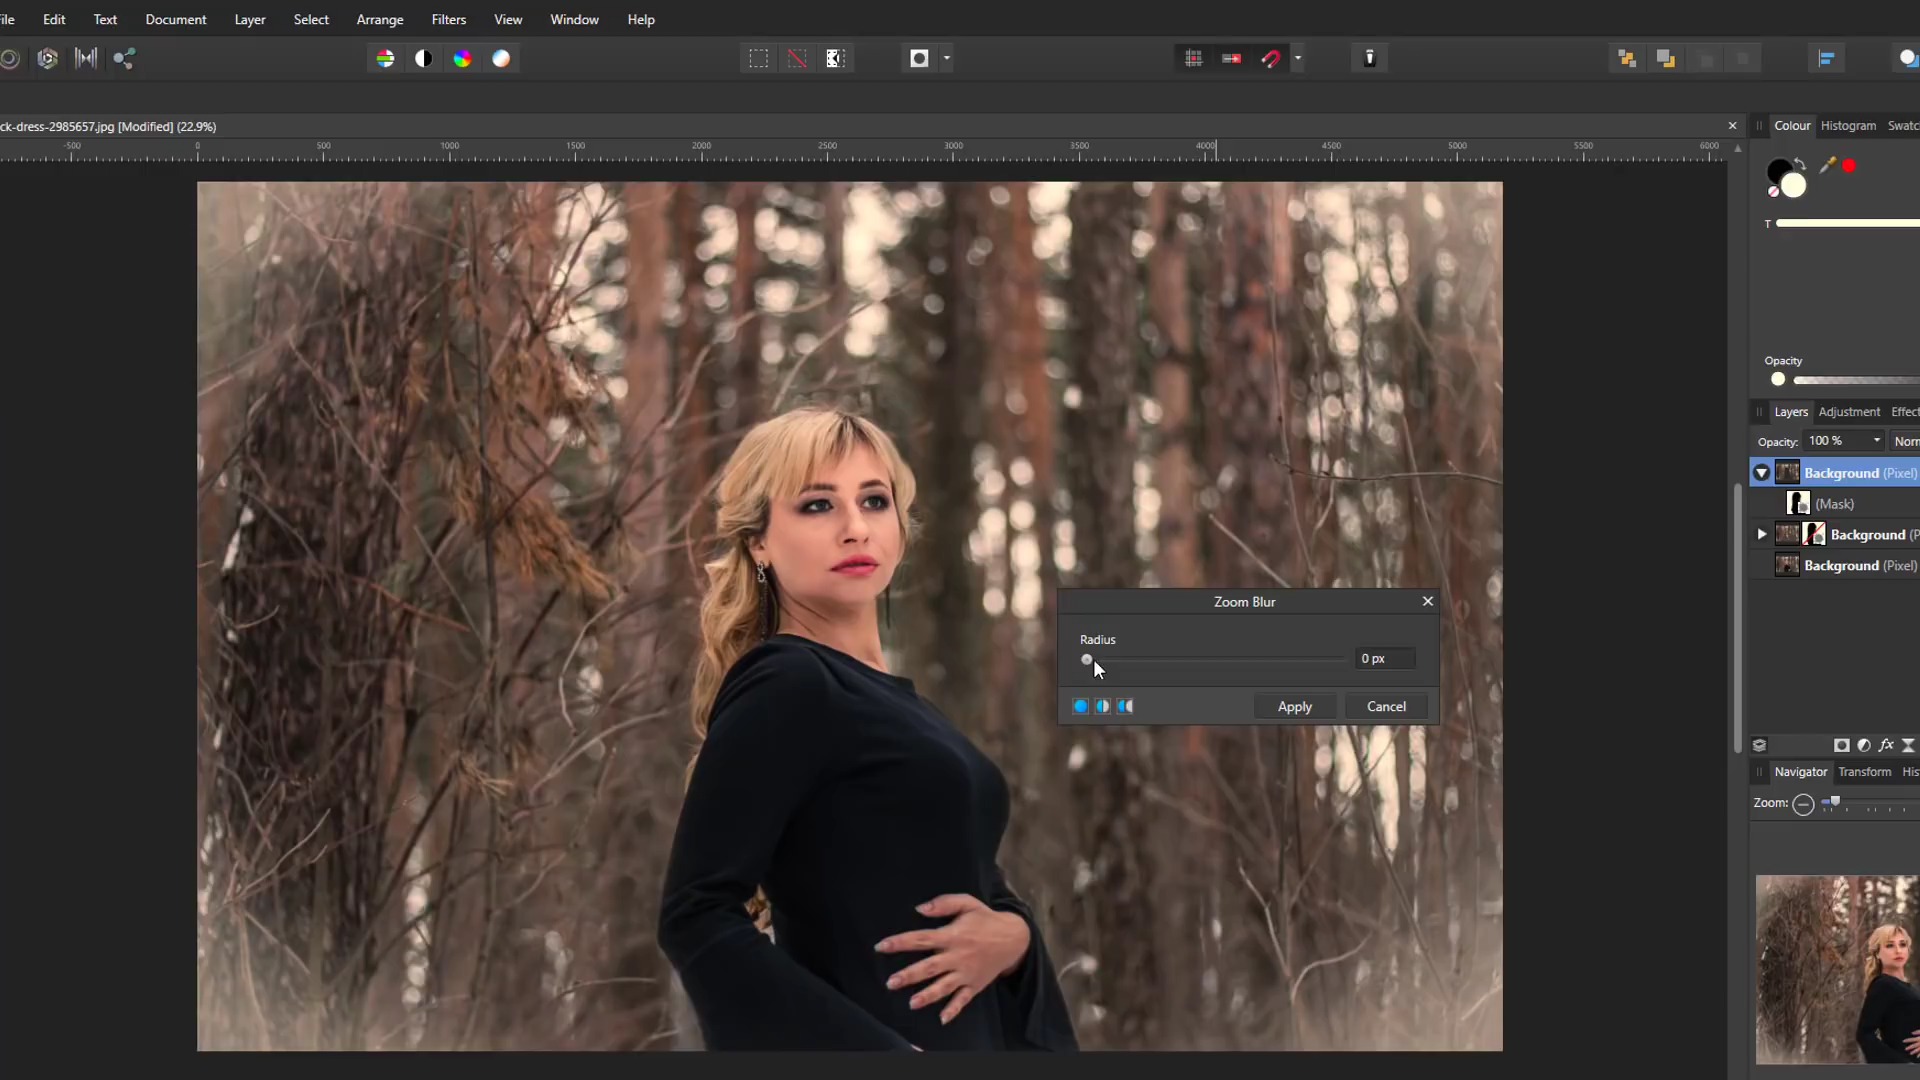 File Edit Text Document Layer Select Arrange Filters View Window Help
ck-dress-2985657.jpg [Modified] (22.9%)
-500 0 500 1000 1500 2000 2500 3000 3500 4000 4500 5000 5500 6000
Colour Histogram Swatc
T
Opacity
Layers Adjustment Effect
Opacity: 100 % Norm
Background (Pixel)
(Mask)
Background (P
Background (Pixel)
Zoom Blur
Radius
0 px
Apply Cancel
fx
Navigator Transform His
Zoom: